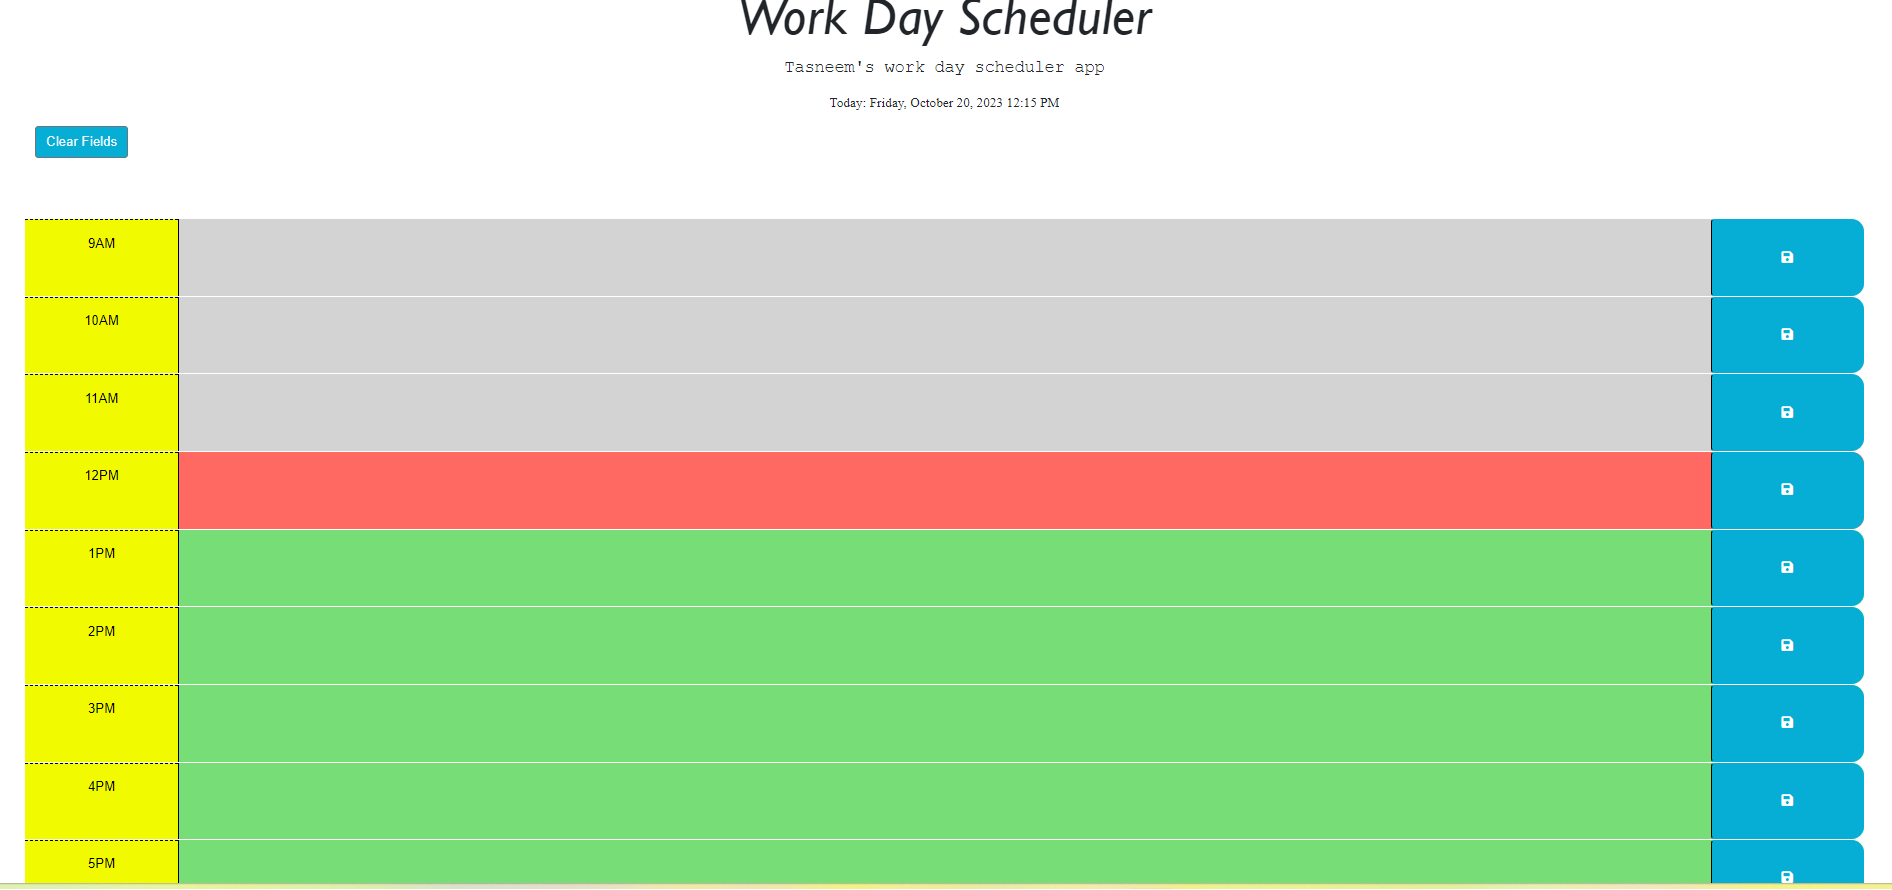 Work Day Scheduler
Tasneem's work day scheduler app
Today: Friday, October 20, 2023 12:15 PM
Clear Fields
9AM
10AM
11AM
12PM
1PM
2PM
3PM
4PM
5PM